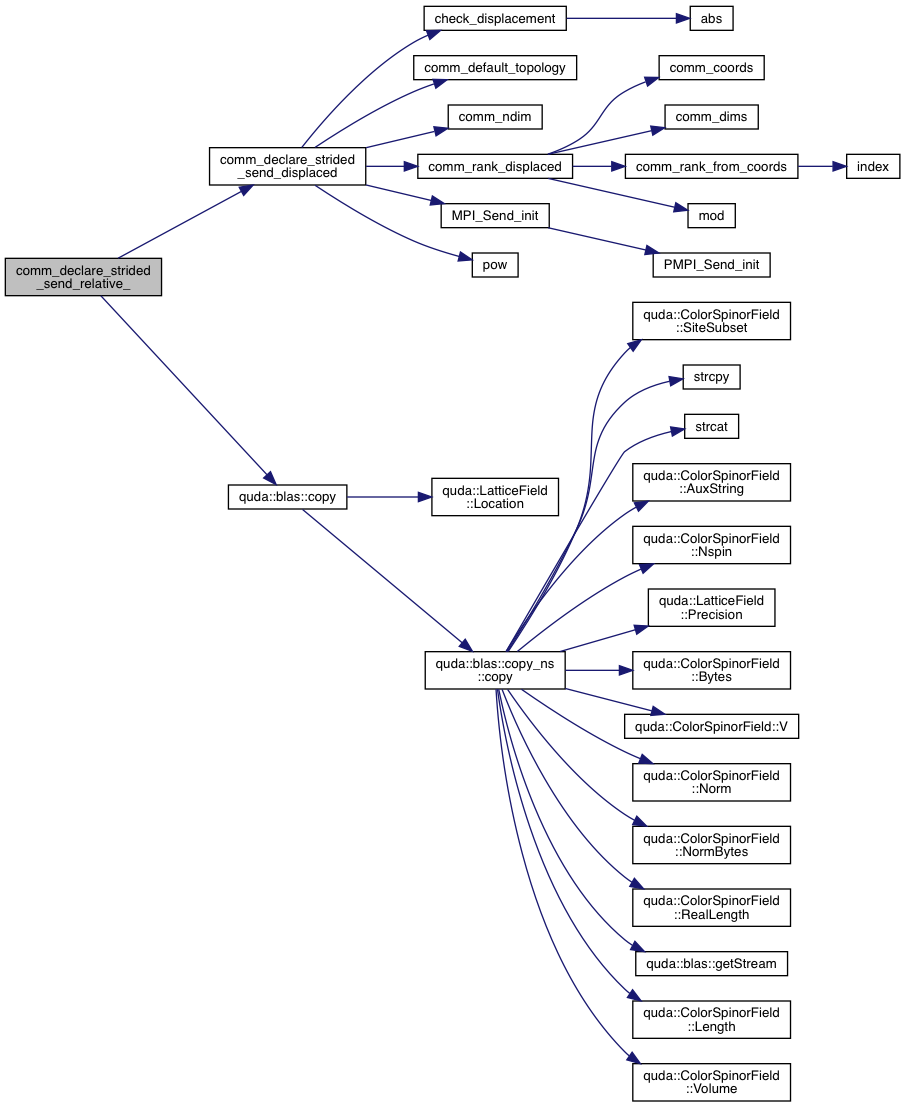 check_displacement
abs
comm_default_topology
comm_coords
comm_ndim
comm_dims
comm_declare_strided
_send_displaced
comm_rank_displaced
comm_rank_from_coords
index
MPI_Send_init
mod
pow
PMPI_Send_init
comm_declare_strided
_send_relative_
quda::ColorSpinorField
::SiteSubset
strcpy
strcat
quda::blas::copy
quda::LatticeField
::Location
quda::ColorSpinorField
::AuxString
quda::ColorSpinorField
::Nspin
quda::LatticeField
::Precision
quda::blas::copy_ns
::copy
quda::ColorSpinorField
::Bytes
quda::ColorSpinorField::V
quda::ColorSpinorField
::Norm
quda::ColorSpinorField
::NormBytes
quda::ColorSpinorField
::RealLength
quda::blas::getStream
quda::ColorSpinorField
::Length
quda::ColorSpinorField
::Volume